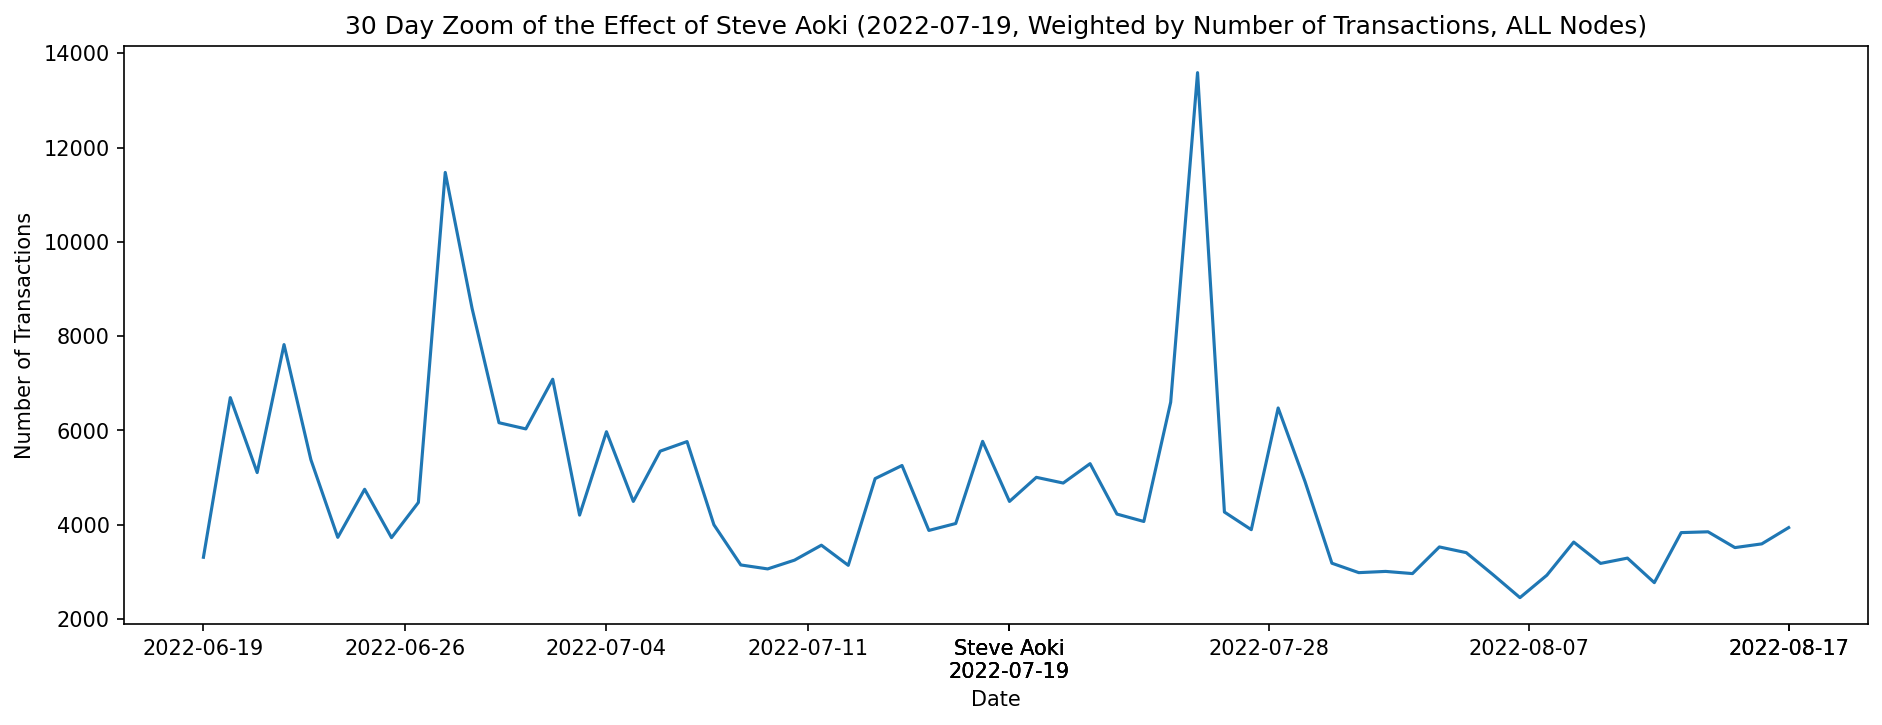 30 Day Zoom of the Effect of Steve Aoki (2022-07-19, Weighted by Number of Transactions, ALL Nodes)
14000
12000
10000
8000
6000
4000
2000
Number of Transactions
2022-06-19 2022-06-26 2022-07-04 2022-07-11 Steve Aoki 2022-07-28 2022-08-07 2022-08-17
2022-07-19
Date